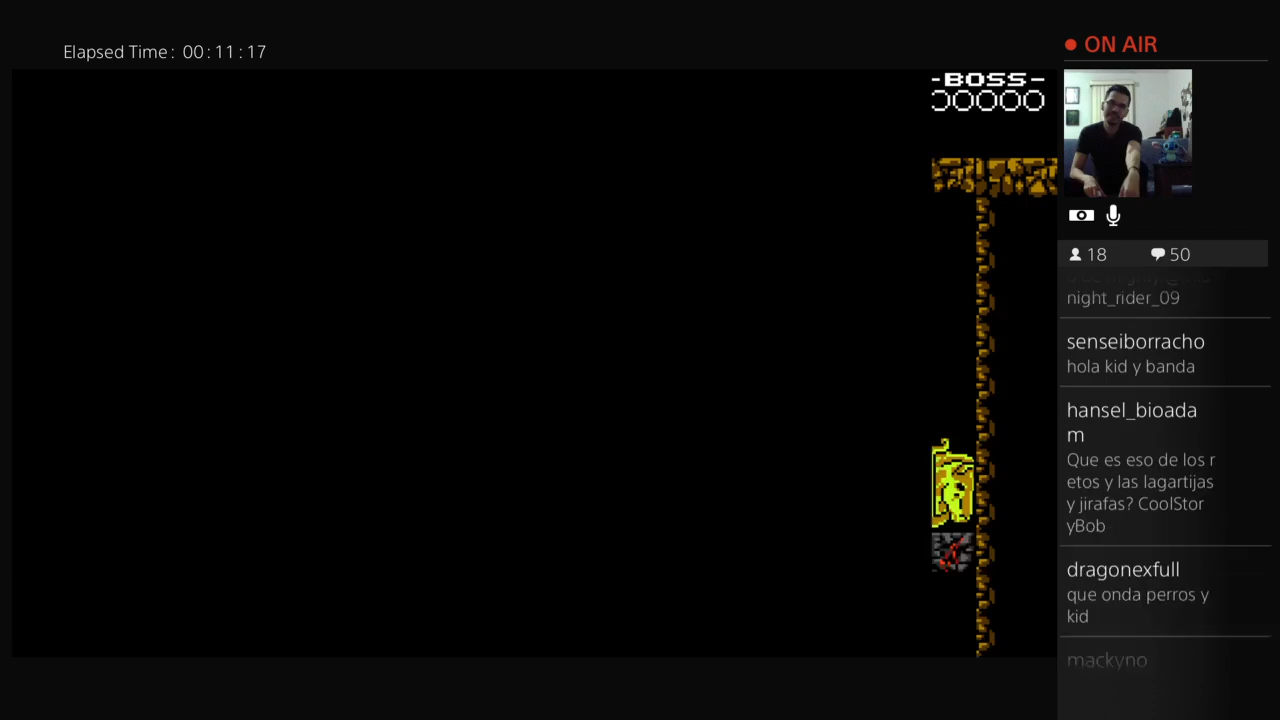 Elapsed Time: 00:11:17
ON AIR
-BOSS-
18 50
night_rider_09
senseiborracho
hola kid y banda
hansel_bioada
m
Que es eso de los r
etos y las lagartijas
y jirafas? CoolStor
yBob
dragonexfull
que onda perros y
kid
mackyno